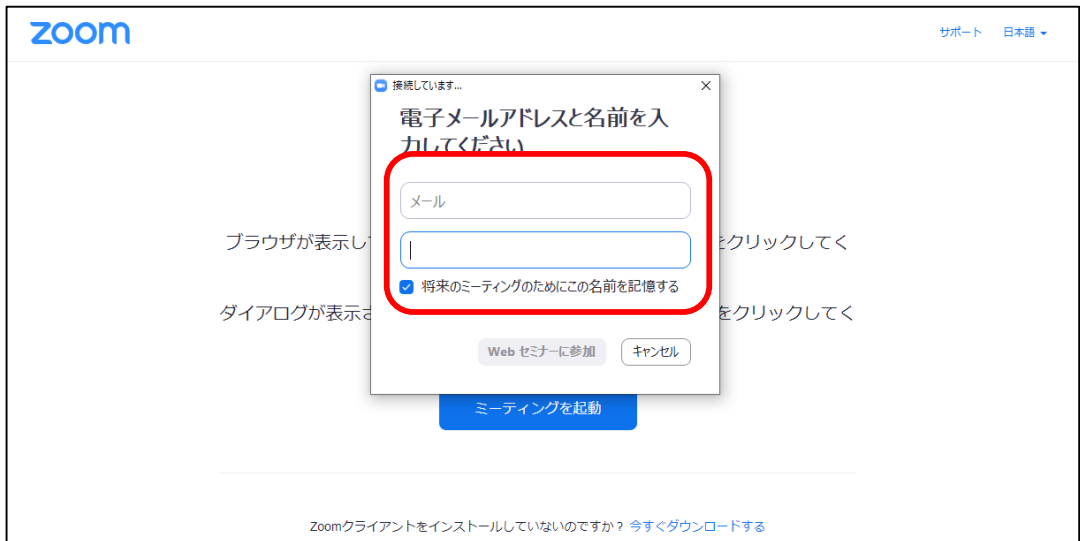 zoom
サポート 日本語
接続しています...
電子メールアドレスと名前を入
力してください
メール
ブラウザが表示し
をクリックしてく
将来のミーティングのためにこの名前を記憶する
ダイアログが表示さ
をクリックしてく
Web セミナーに参加 キャンセル
ミーティングを起動
Zoomクライアントをインストールしていないのですか？ 今すぐダウンロードする